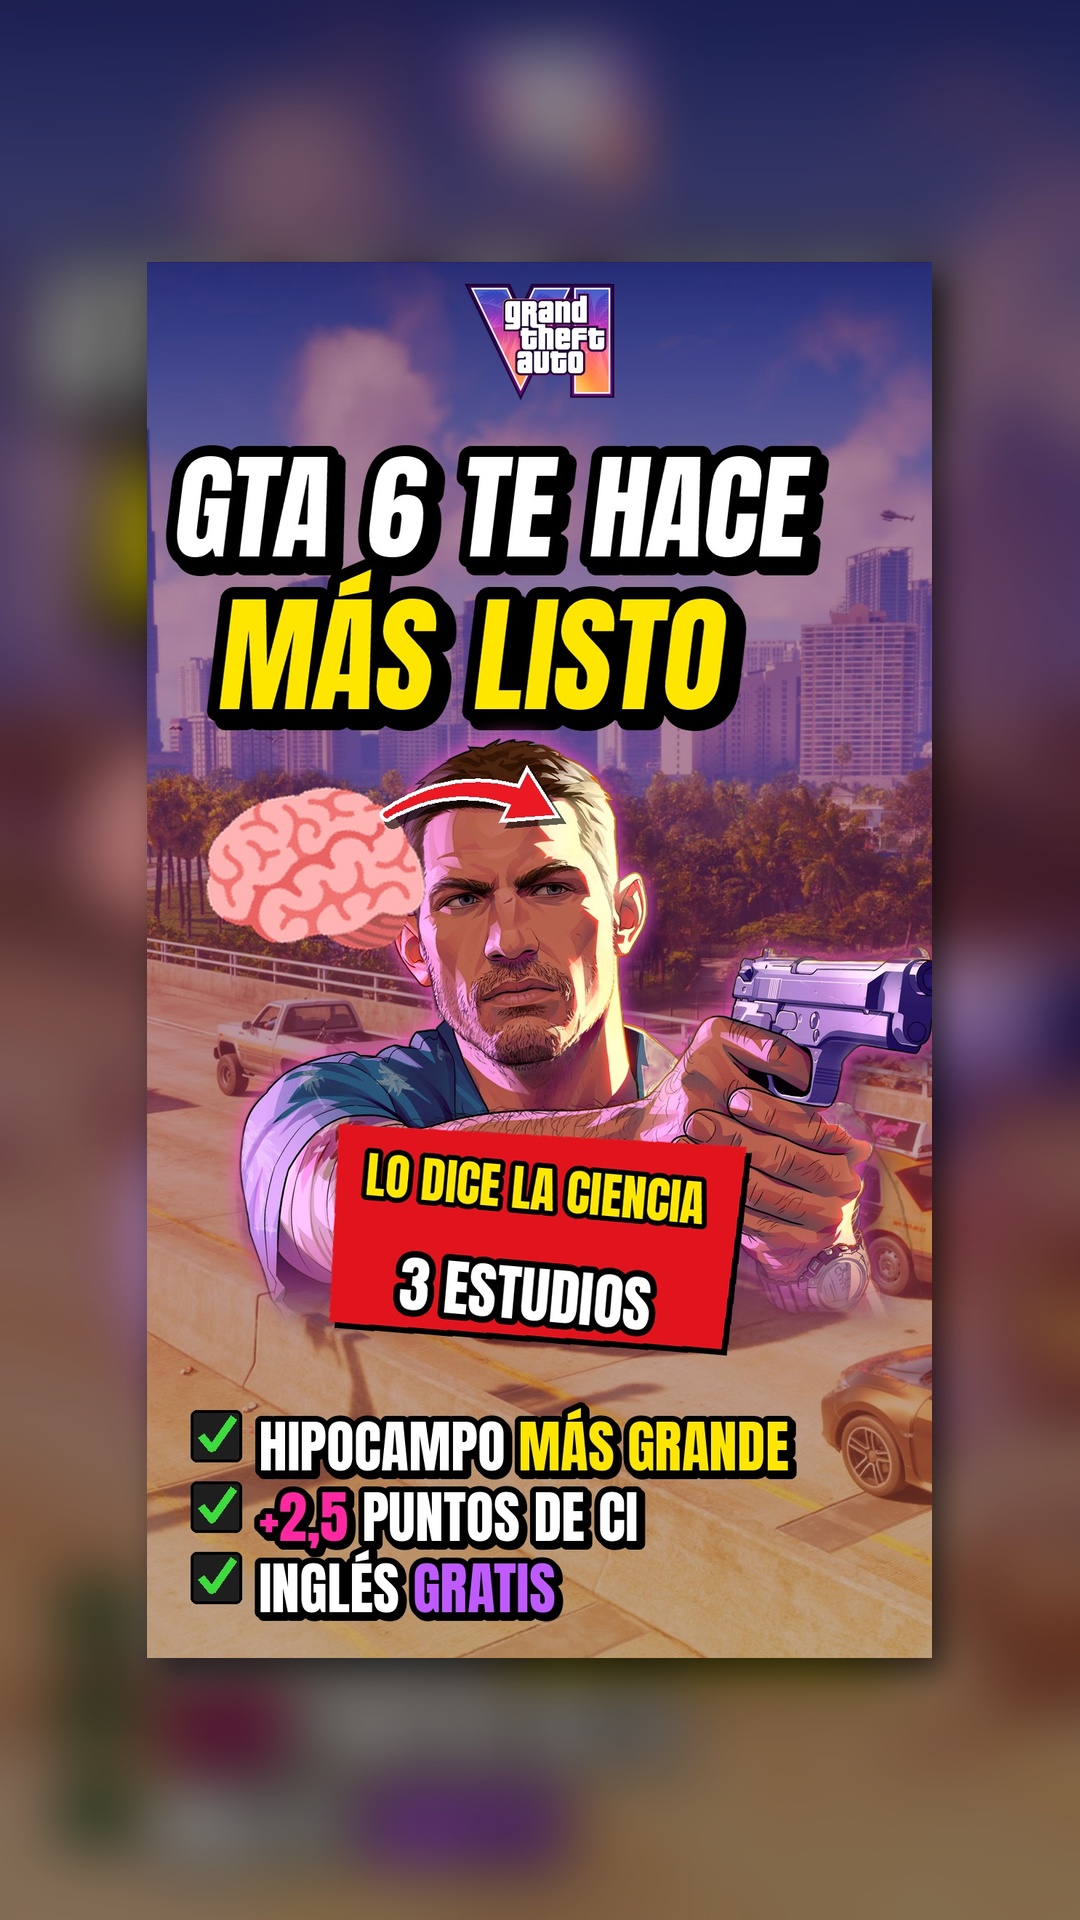 grand
theft
auto
VI
GTA 6 TE HACE
MÁS LISTO
LO DICE LA CIENCIA
3 ESTUDIOS
HIPOCAMPO MÁS GRANDE
+2,5 PUNTOS DE CI
INGLÉS GRATIS